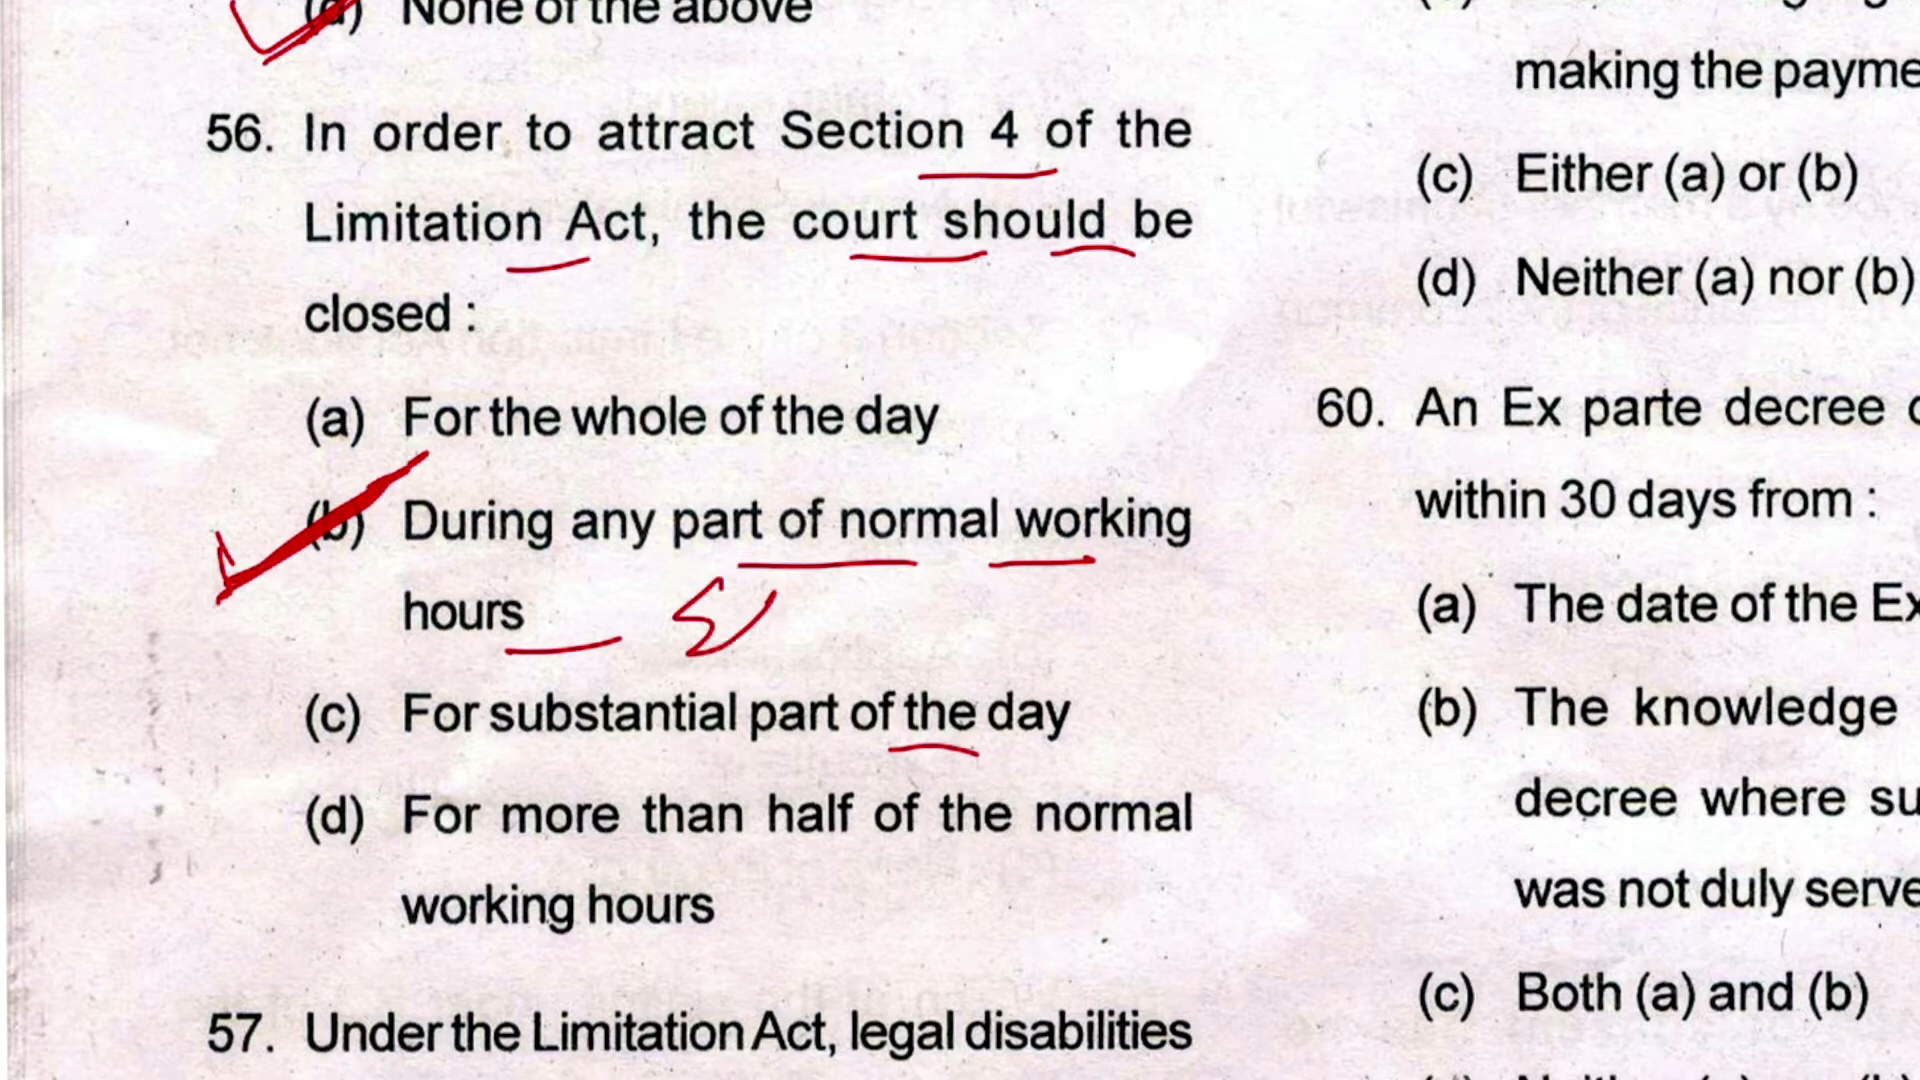 (d) None of the above
56. In order to attract Section 4 of the
Limitation Act, the court should be
closed :
(a) For the whole of the day
(b) During any part of normal working
hours
(c) For substantial part of the day
(d) For more than half of the normal
working hours
57. Under the Limitation Act, legal disabilities
making the payme
(c) Either (a) or (b)
(d) Neither (a) nor (b)
60. An Ex parte decree
within 30 days from :
(a) The date of the Ex
(b) The knowledge
decree where su
was not duly serve
(c) Both (a) and (b)